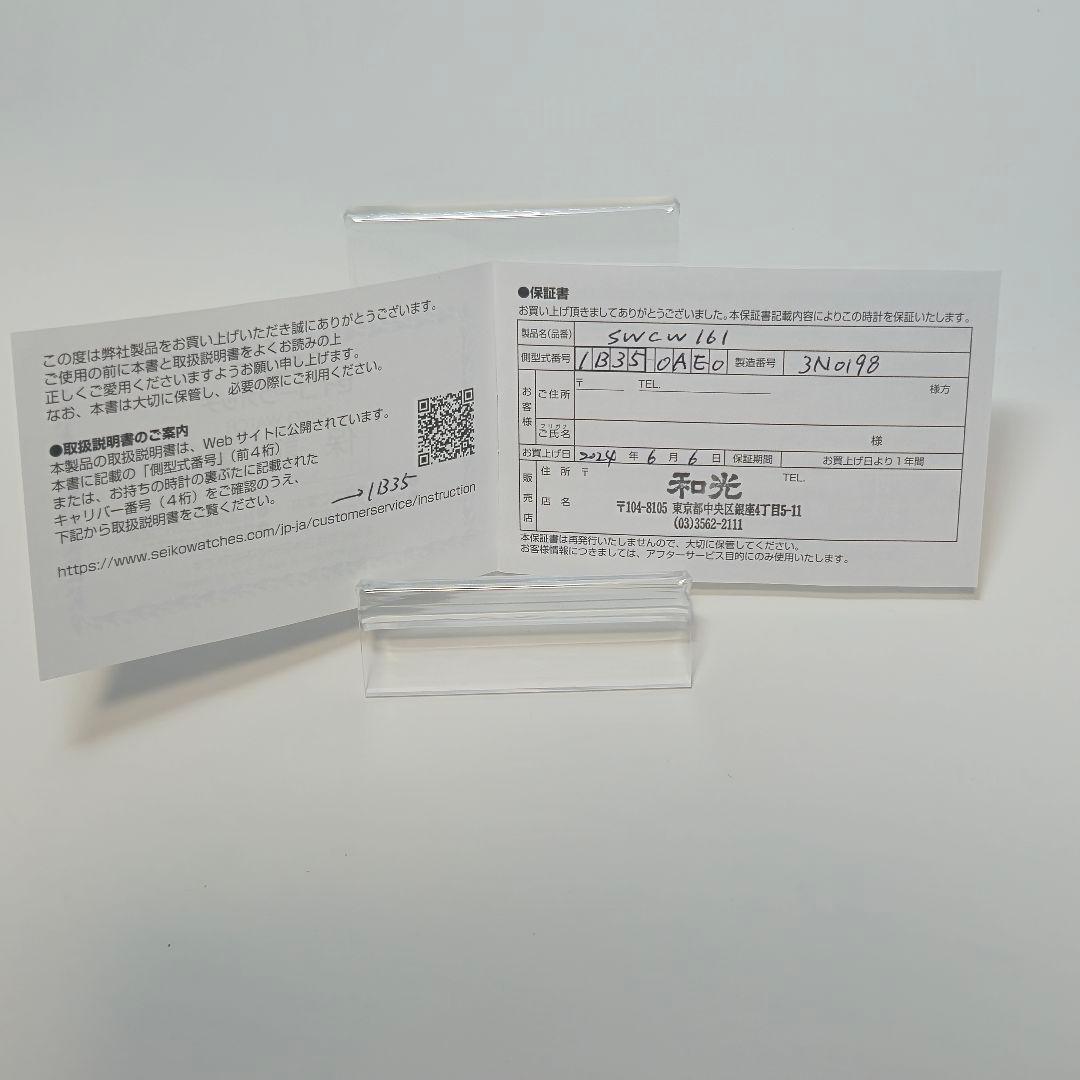 この度は弊社製品をお買い上げいただき誠にありがとうございます。
ご使用の前に本書と取扱説明書をよくお読みの上
正しくご愛用くださいますようお願い申し上げます。
なお、本書は大切に保管し、必要の際にご利用ください。
●取扱説明書のご案内
本製品の取扱説明書は、Webサイトに公開されています。
本書に記載の「側型式番号」(前4桁)
または、お持ちの時計の裏ぶたに記載された
キャリバー番号(4桁)をご確認のうえ、
下記から取扱説明書をご覧ください。
→1B35
https://www.seikowatches.com/jp-ja/customerservice/instruction
●保証書
お買い上げ頂きましてありがとうございました。本保証書記載内容によりこの時計を保証いたします。
製品名(品番) SWCW161
側型式番号 1B35 0AE0 製造番号 3N0198
お客様 ご住所 〒 TEL. 様方
フリガナ
ご氏名 様
お買上げ日 2024 年 6 月 6 日 保証期間 お買上げ日より1年間
販売店 住所 〒 TEL.
店名 和光
〒104-8105 東京都中央区銀座4丁目5-11
(03)3562-2111
本保証書は再発行いたしませんので、大切に保管してください。
お客様情報につきましては、アフターサービス目的にのみ使用いたします。